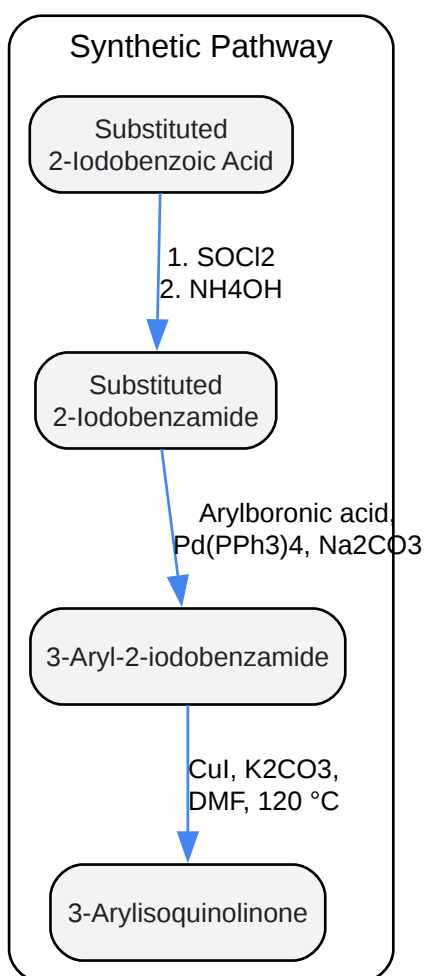 Synthetic Pathway
Substituted
2-Iodobenzoic Acid
1. SOCl2
2. NH4OH
Substituted
2-Iodobenzamide
Arylboronic acid,
Pd(PPh3)4, Na2CO3
3-Aryl-2-iodobenzamide
CuI, K2CO3,
DMF, 120 °C
3-Arylisoquinolinone